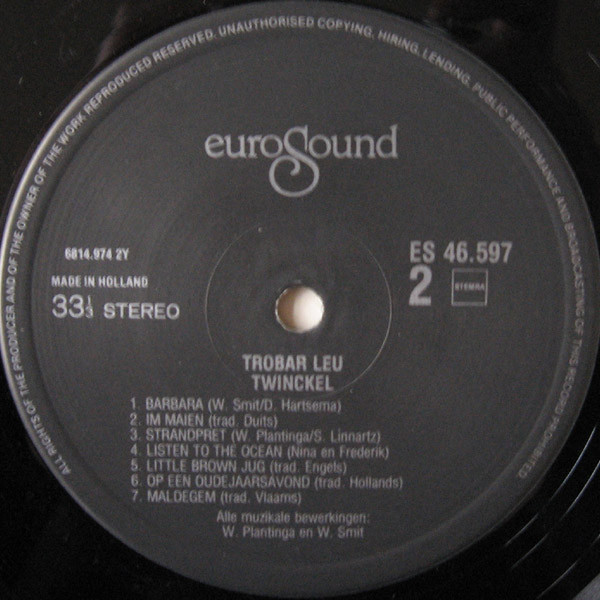 ALL RIGHTS OF THE PRODUCER AND OF THE OWNER OF THE WORK REPRODUCED RESERVED. UNAUTHORISED COPYING, HIRING, LENDING, PUBLIC PERFORMANCE AND BROADCASTING OF THIS RECORD PROHIBITED.
euroSound
6814.974 2Y
MADE IN HOLLAND
33⅓ STEREO
ES 46.597
2 STEMRA
TROBAR LEU
TWINCKEL
1. BARBARA (W. Smit/D. Hartsema)
2. IM MAIEN (trad. Duits)
3. STRANDPRET (W. Plantinga/S. Linnartz)
4. LISTEN TO THE OCEAN (Nina en Frederik)
5. LITTLE BROWN JUG (trad. Engels)
6. OP EEN OUDEJAARSAVOND (trad. Hollands)
7. MALDEGEM (trad. Vlaams)
Alle muzikale bewerkingen:
W. Plantinga en W. Smit